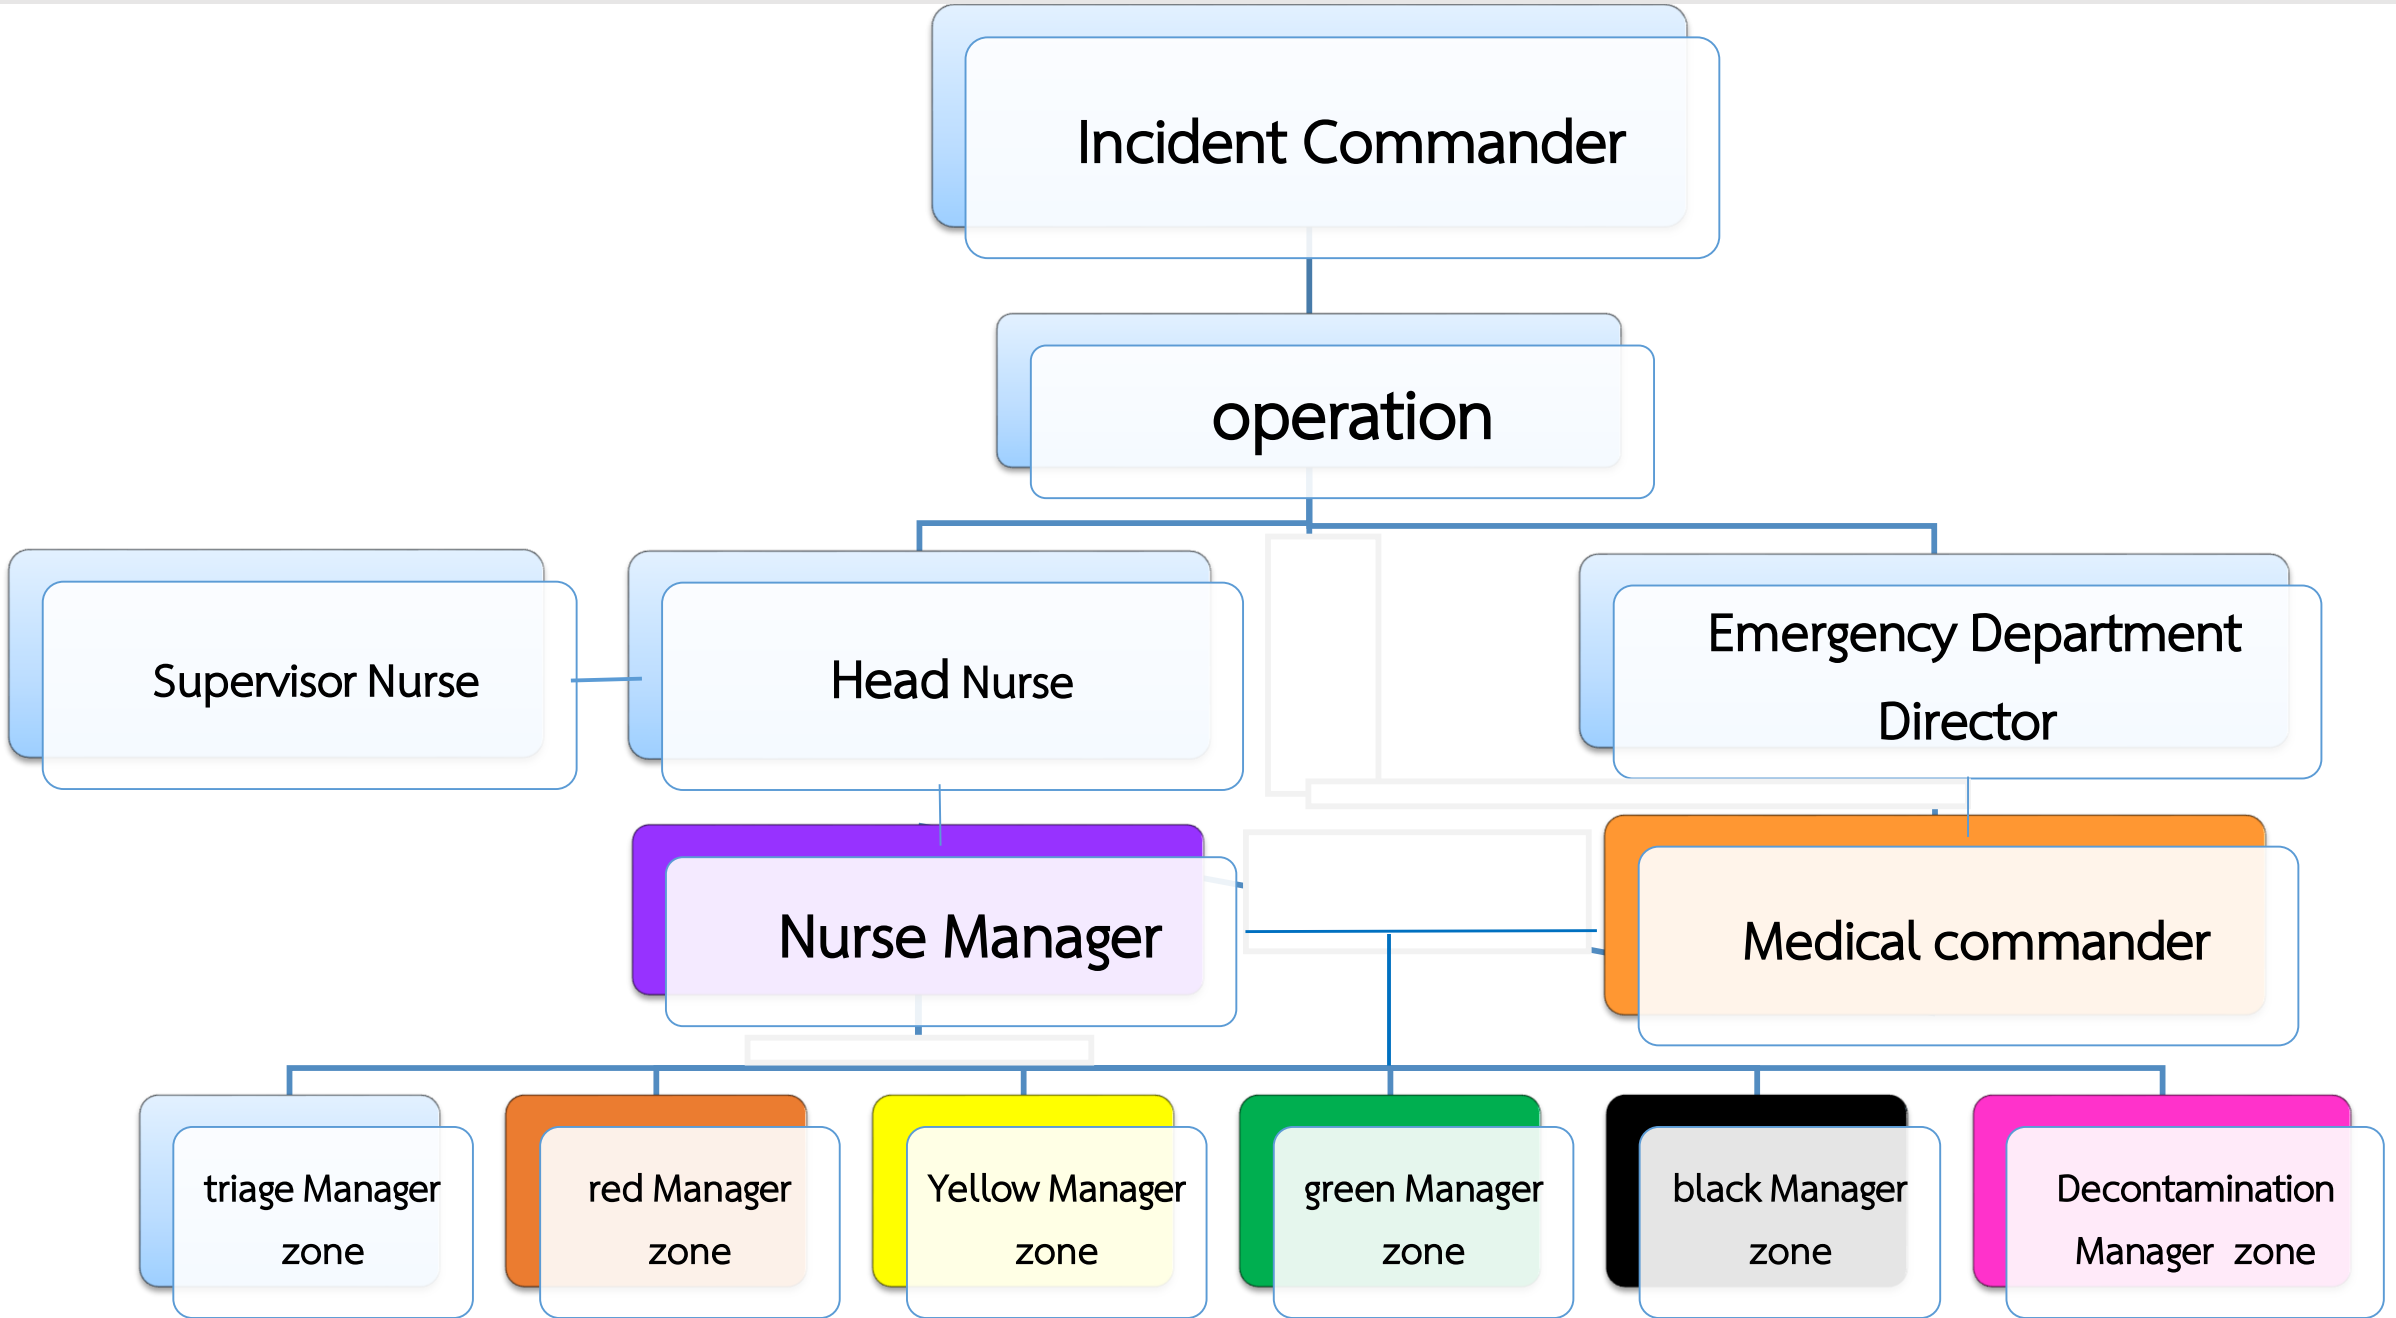 Incident Commander
operation
Supervisor Nurse
Head Nurse
Emergency Department
Director
Nurse Manager
Medical commander
triage Manager
zone
red Manager
zone
Yellow Manager
zone
green Manager
zone
black Manager
zone
Decontamination
Manager zone